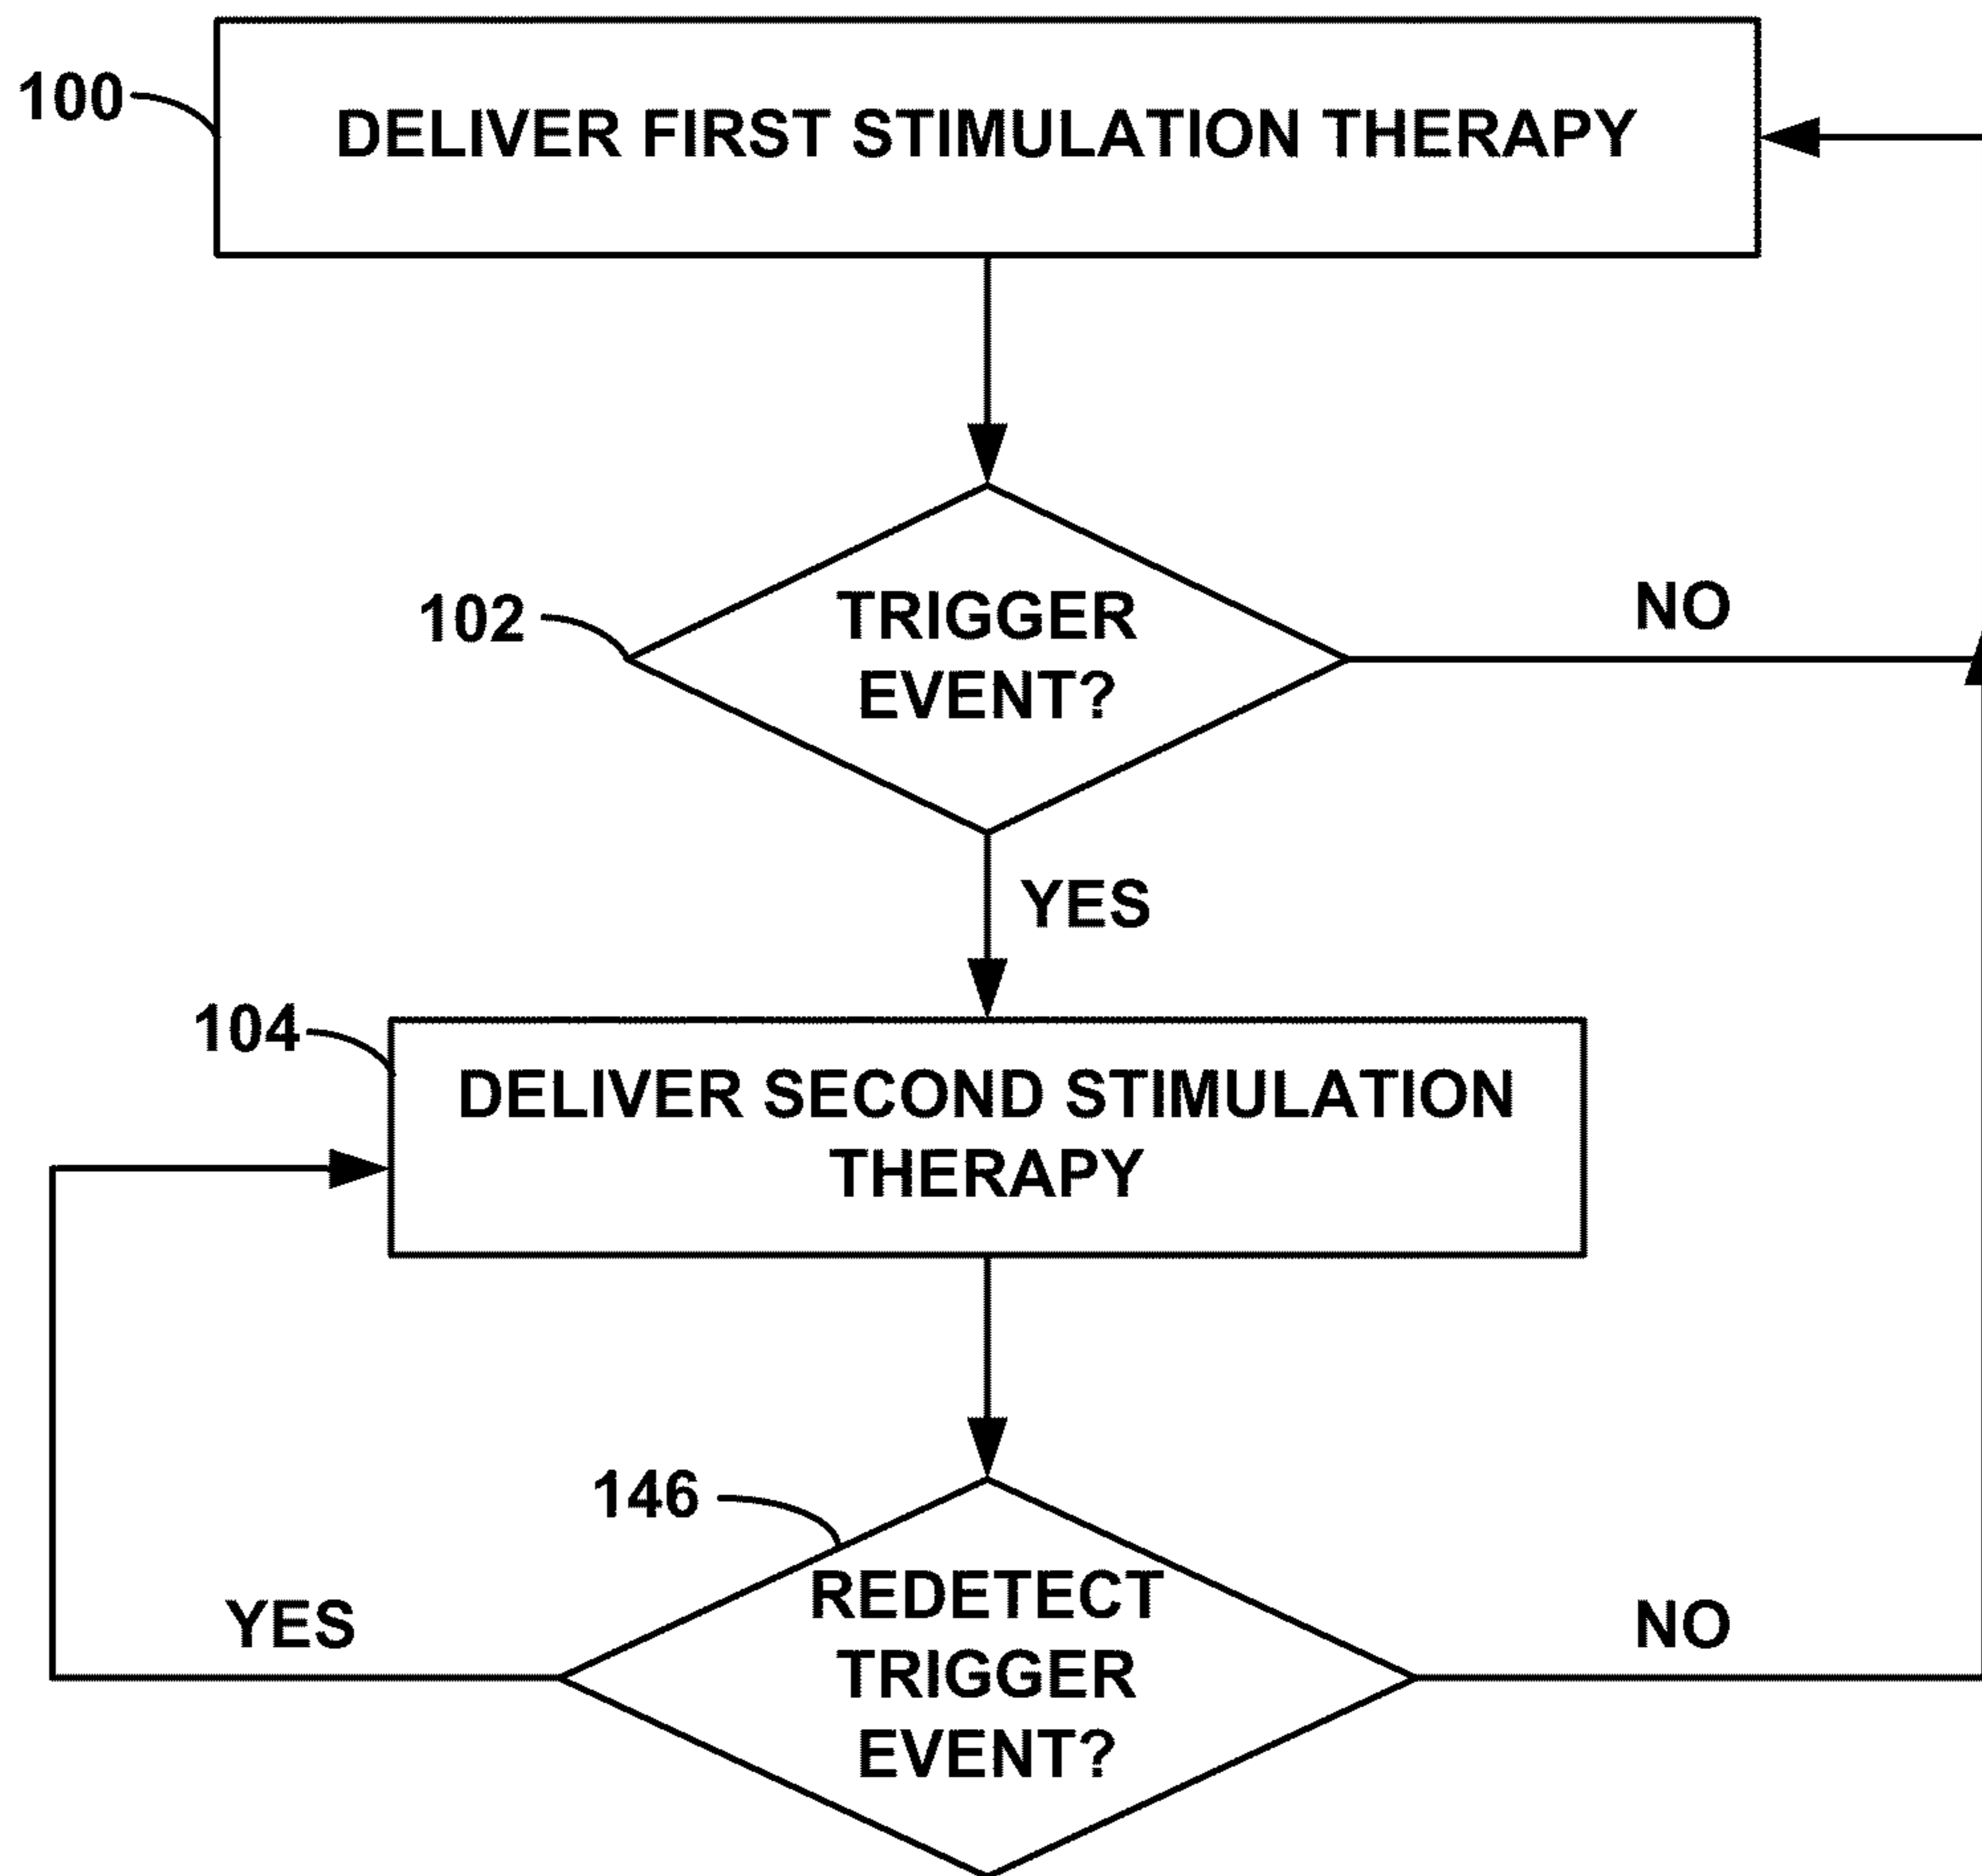 100
DELIVER FIRST STIMULATION THERAPY
102
TRIGGER
EVENT?
NO
YES
104
DELIVER SECOND STIMULATION
THERAPY
146
REDETECT
TRIGGER
EVENT?
YES
NO